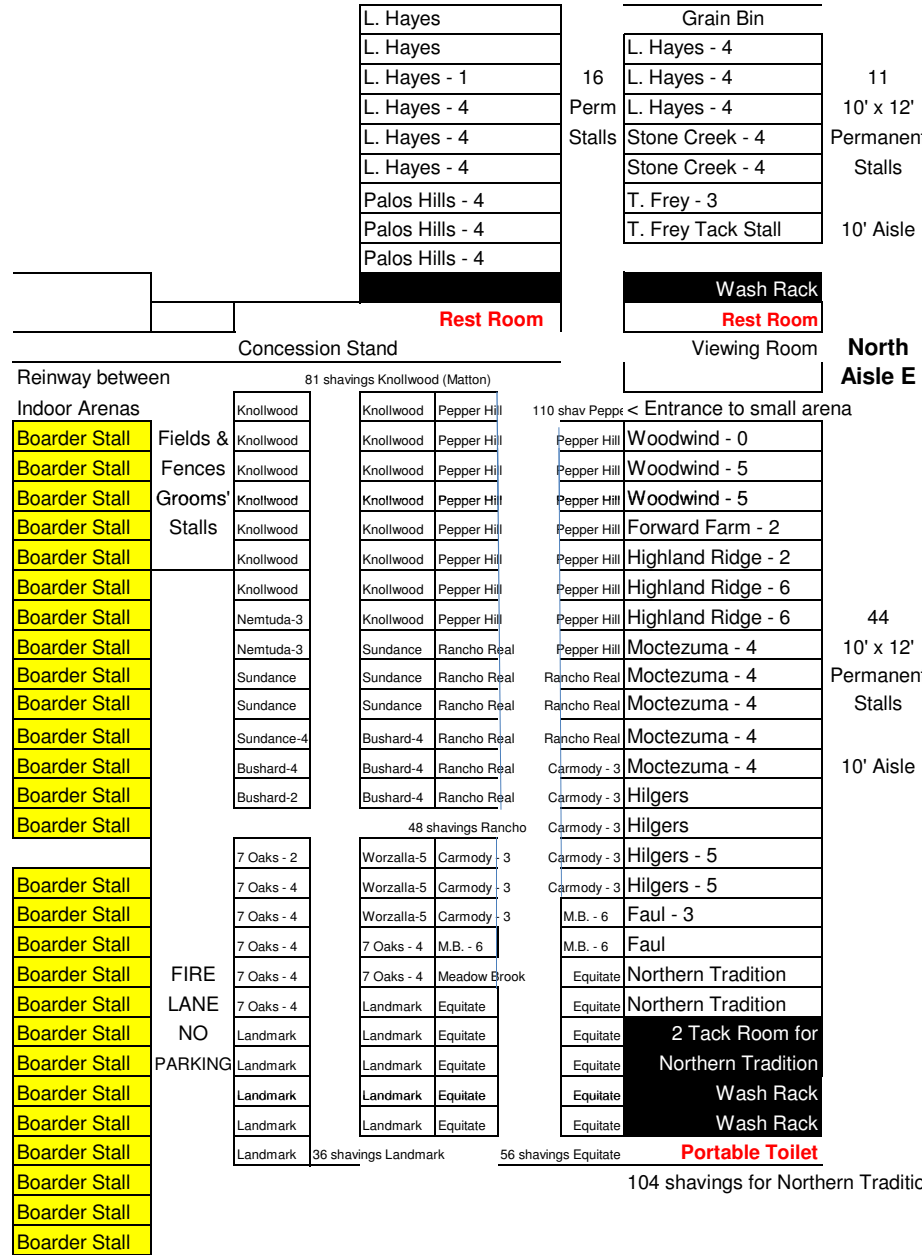 L. Hayes Grain Bin
L. Hayes L. Hayes - 4
L. Hayes - 1 16 L. Hayes - 4 11
L. Hayes - 4 Perm L. Hayes - 4 10' x 12'
L. Hayes - 4 Stalls Stone Creek - 4 Permanent
L. Hayes - 4 Stone Creek - 4 Stalls
Palos Hills - 4 T. Frey - 3
Palos Hills - 4 T. Frey Tack Stall 10' Aisle
Palos Hills - 4
Wash Rack
Rest Room Rest Room
Concession Stand Viewing Room North
Reinway between 81 shavings Knollwood (Matton) Aisle E
Indoor Arenas Knollwood Knollwood Pepper Hill 110 shav Peppe < Entrance to small arena
Boarder Stall Fields & Knollwood Knollwood Pepper Hill Pepper Hill Woodwind - 0
Boarder Stall Fences Knollwood Knollwood Pepper Hill Pepper Hill Woodwind - 5
Boarder Stall Grooms' Knollwood Knollwood Pepper Hill Pepper Hill Woodwind - 5
Boarder Stall Stalls Knollwood Knollwood Pepper Hill Pepper Hill Forward Farm - 2
Boarder Stall Knollwood Knollwood Pepper Hill Pepper Hill Highland Ridge - 2
Boarder Stall Knollwood Knollwood Pepper Hill Pepper Hill Highland Ridge - 6
Boarder Stall Nemtuda-3 Knollwood Pepper Hill Pepper Hill Highland Ridge - 6 44
Boarder Stall Nemtuda-3 Sundance Rancho Real Pepper Hill Moctezuma - 4 10' x 12'
Boarder Stall Sundance Sundance Rancho Real Rancho Real Moctezuma - 4 Permanent
Boarder Stall Sundance Sundance Rancho Real Rancho Real Moctezuma - 4 Stalls
Boarder Stall Sundance-4 Bushard-4 Rancho Real Rancho Real Moctezuma - 4
Boarder Stall Bushard-4 Bushard-4 Rancho Real Carmody - 3 Moctezuma - 4 10' Aisle
Boarder Stall Bushard-2 Bushard-4 Rancho Real Carmody - 3 Hilgers
Boarder Stall 48 shavings Rancho Carmody - 3 Hilgers
7 Oaks - 2 Worzalla-5 Carmody - 3 Carmody - 3 Hilgers - 5
Boarder Stall 7 Oaks - 4 Worzalla-5 Carmody - 3 Carmody - 3 Hilgers - 5
Boarder Stall 7 Oaks - 4 Worzalla-5 Carmody - 3 M.B. - 6 Faul - 3
Boarder Stall 7 Oaks - 4 7 Oaks - 4 M.B. - 6 M.B. - 6 Faul
Boarder Stall FIRE 7 Oaks - 4 7 Oaks - 4 Meadow Brook Equitate Northern Tradition
Boarder Stall LANE 7 Oaks - 4 Landmark Equitate Equitate Northern Tradition
Boarder Stall NO Landmark Landmark Equitate Equitate 2 Tack Room for
Boarder Stall PARKING Landmark Landmark Equitate Equitate Northern Tradition
Boarder Stall Landmark Landmark Equitate Equitate Wash Rack
Boarder Stall Landmark Landmark Equitate Equitate Wash Rack
Boarder Stall Landmark 36 shavings Landmark 56 shavings Equitate Portable Toilet
Boarder Stall 104 shavings for Northern Traditio
Boarder Stall
Boarder Stall